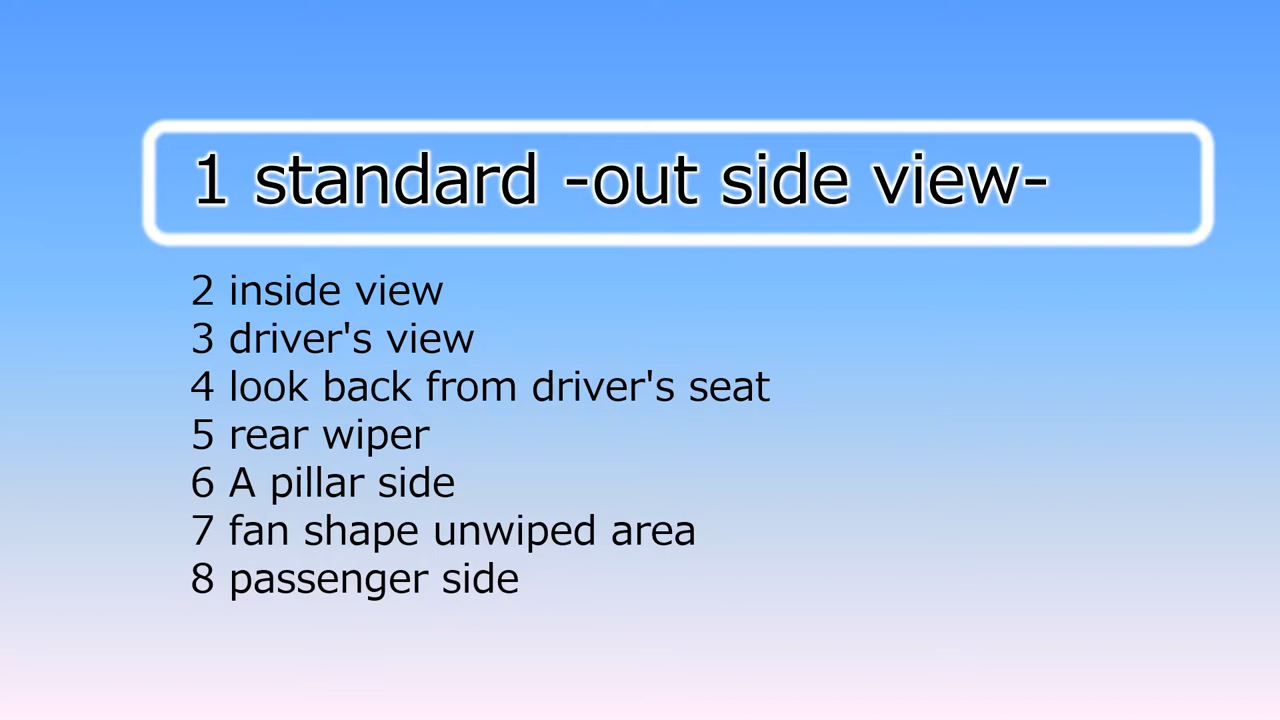 1 standard -out side view-
2 inside view
3 driver's view
4 look back from driver's seat
5 rear wiper
6 A pillar side
7 fan shape unwiped area
8 passenger side